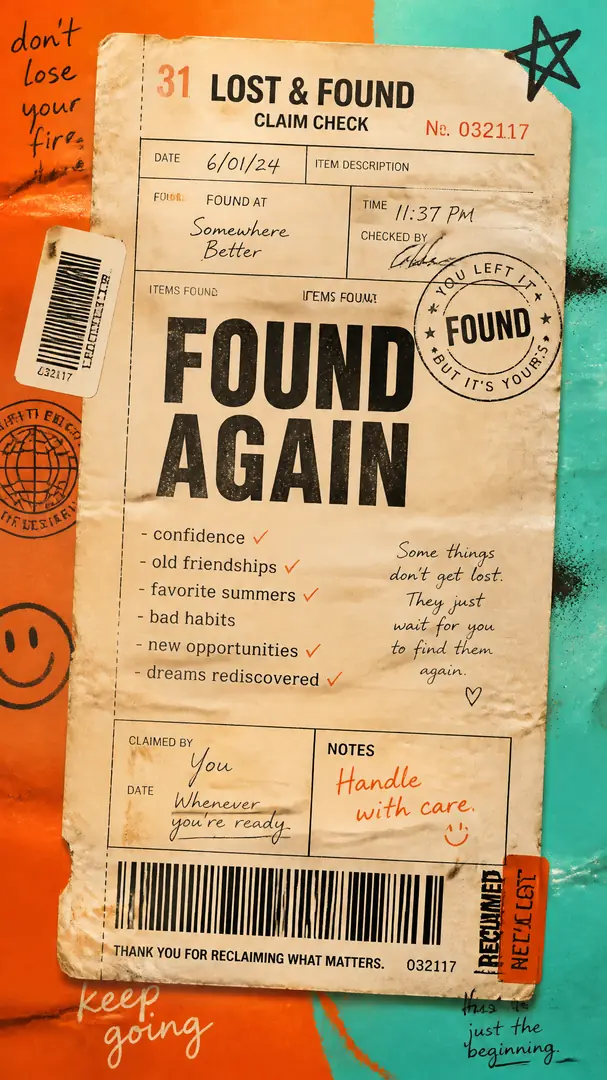 don't
lose
your
fire
31 LOST & FOUND
CLAIM CHECK
No. 032117
DATE 6/01/24 ITEM DESCRIPTION
FOUND AT
Somewhere
Better
TIME 11:37 PM
CHECKED BY
ITEMS FOUND
YOU LEFT IT
FOUND
BUT IT'S YOURS
032117
FOUND
AGAIN
- confidence ✓
- old friendships ✓
- favorite summers ✓
- bad habits
- new opportunities ✓
- dreams rediscovered ✓
Some things
don't get lost.
They just
wait for you
to find them
again.
CLAIMED BY
You
DATE
Whenever
you're ready.
NOTES
Handle
with care.
THANK YOU FOR RECLAIMING WHAT MATTERS. 032117
keep
going
just the
beginning.